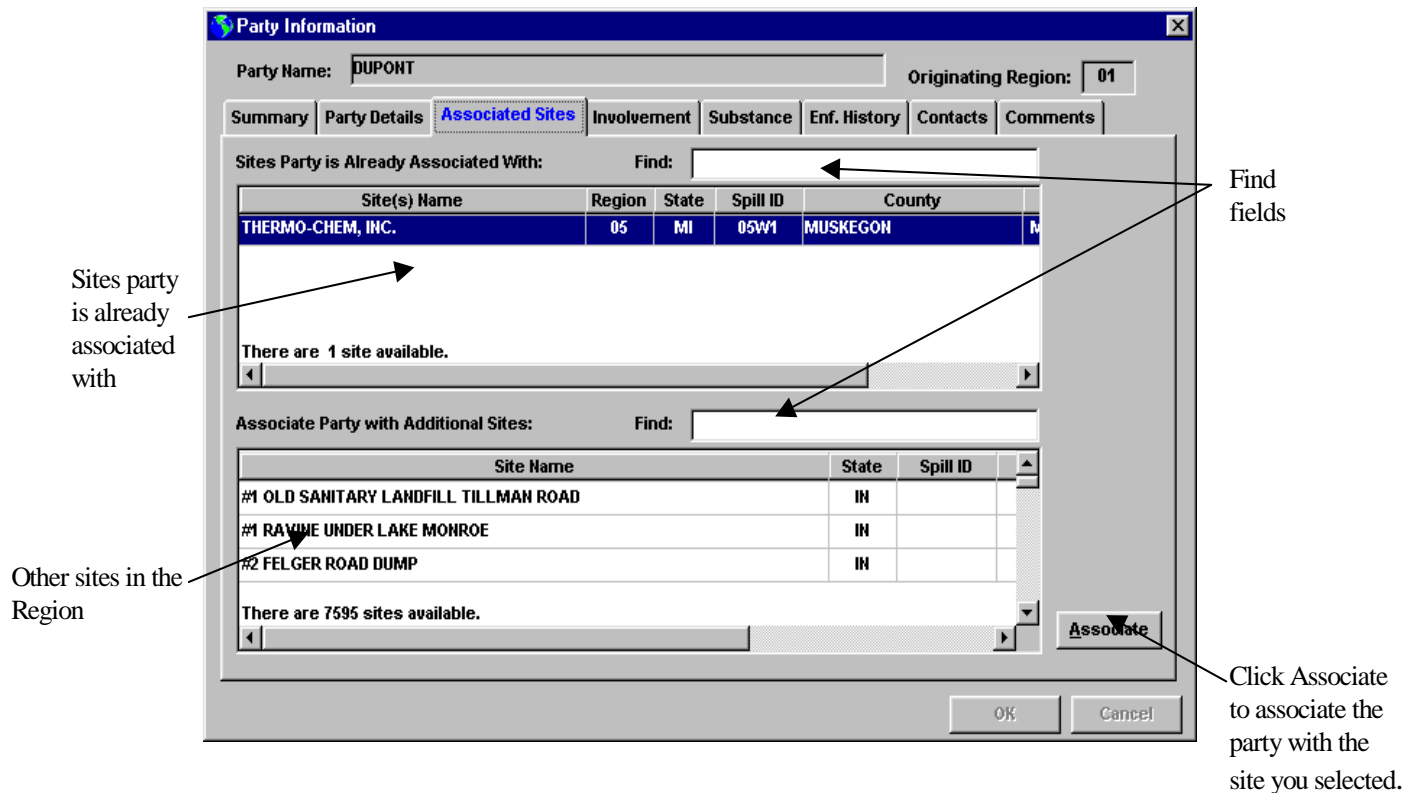 Party Information
Party Name: DUPONT
Originating Region: 01
Summary Party Details Associated Sites Involvement Substance Enf. History Contacts Comments
Sites Party is Already Associated With: Find:
Site(s) Name Region State Spill ID County
THERMO-CHEM, INC. 05 MI 05W1 MUSKEGON M
There are 1 site available.
Associate Party with Additional Sites: Find:
Site Name State Spill ID
#1 OLD SANITARY LANDFILL TILLMAN ROAD IN
#1 RAVINE UNDER LAKE MONROE IN
#2 FELGER ROAD DUMP IN
There are 7595 sites available.
Associate
OK Cancel
Find
fields
Sites party
is already
associated
with
Other sites in the
Region
Click Associate
to associate the
party with the
site you selected.